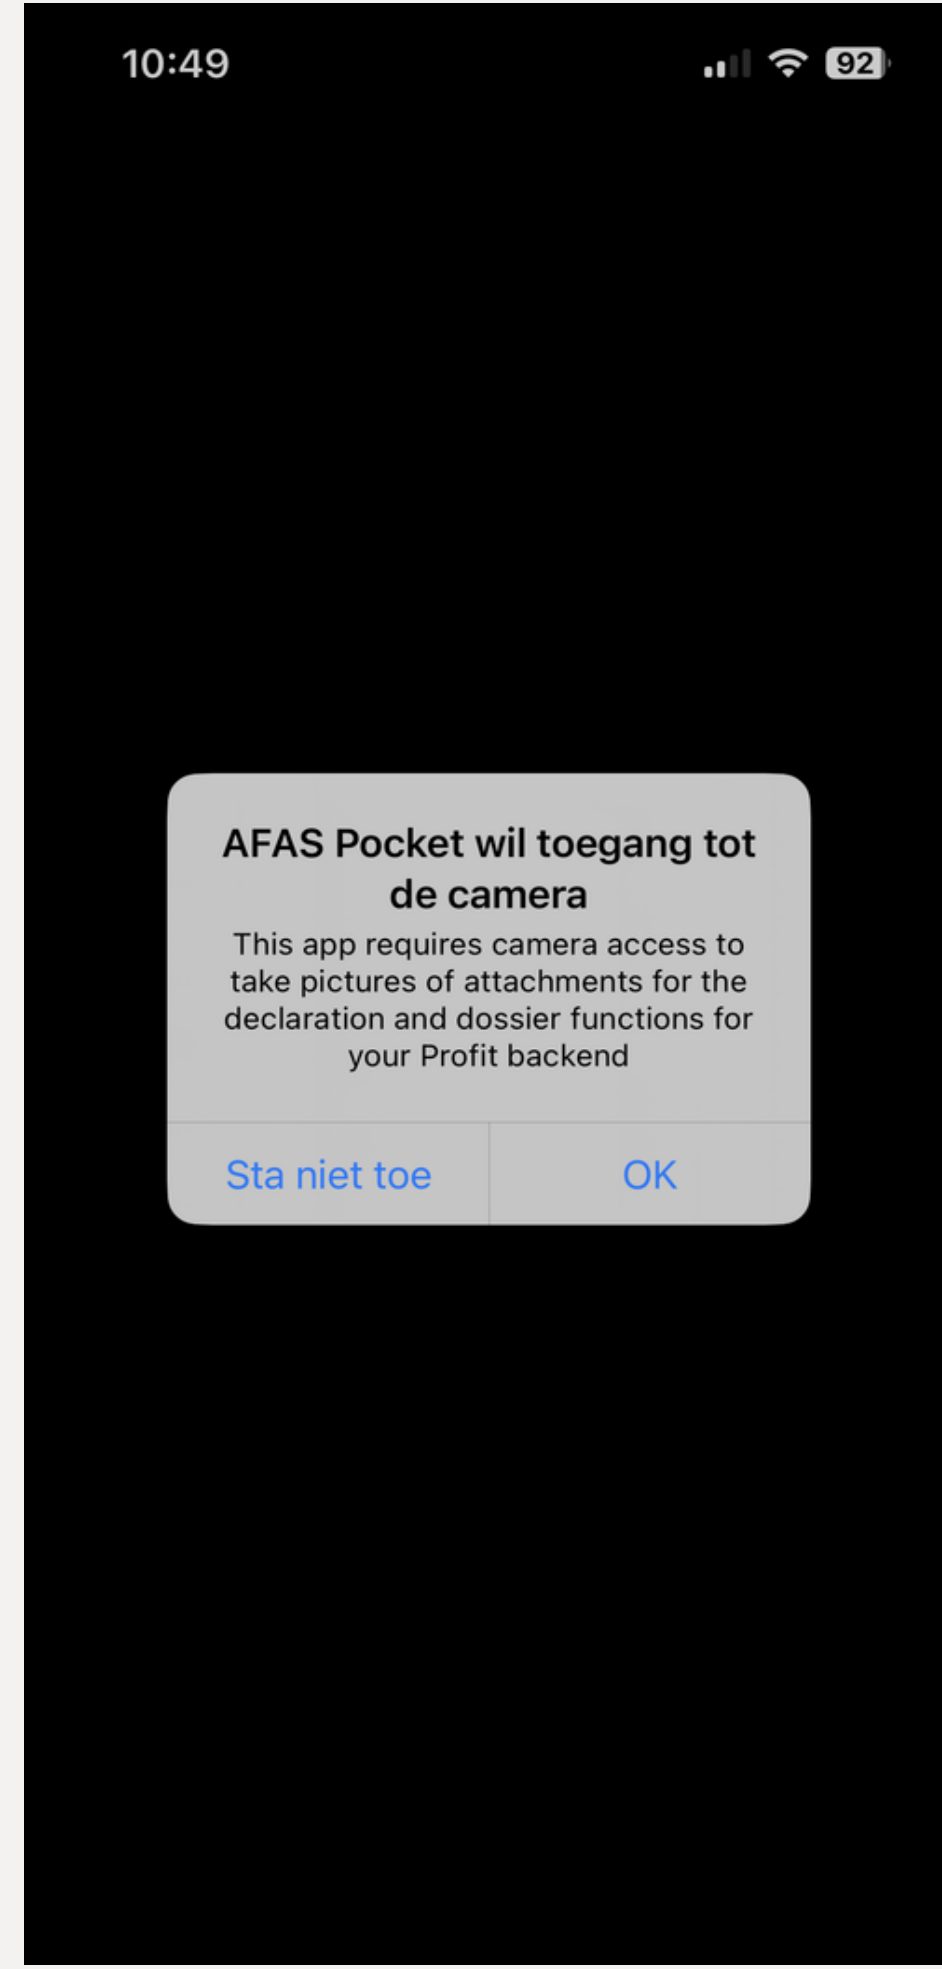 10:49
92
AFAS Pocket wil toegang tot
de camera
This app requires camera access to
take pictures of attachments for the
declaration and dossier functions for
your Profit backend
Sta niet toe
OK